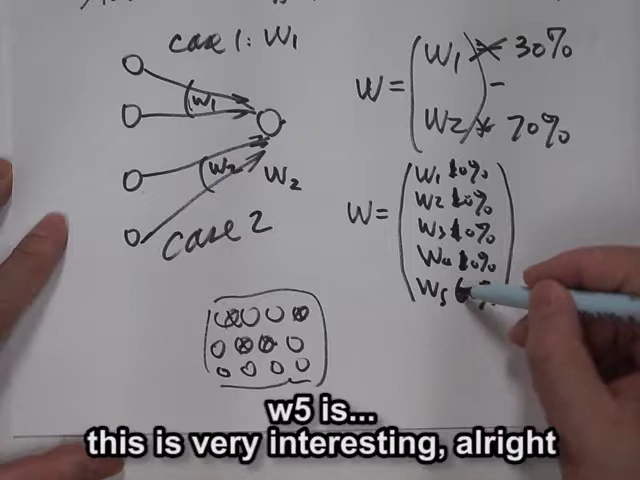 case 1: W1
W1
W2
W2
case 2
W = W1 * 30%
W2 * 70%
W =
W1 10%
W2 10%
W3 10%
W4 10%
W5
w5 is...
this is very interesting, alright